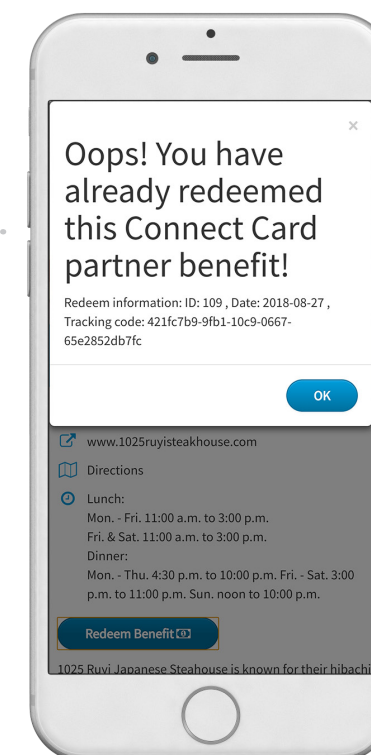 ×
Oops! You have
already redeemed
this Connect Card
partner benefit!
Redeem information: ID: 109 , Date: 2018-08-27 ,
Tracking code: 421fc7b9-9fb1-10c9-0667-
65e2852db7fc
OK
www.1025ruyisteakhouse.com
Directions
Lunch:
Mon. - Fri. 11:00 a.m. to 3:00 p.m.
Fri. & Sat. 11:00 a.m. to 3:00 p.m.
Dinner:
Mon. - Thu. 4:30 p.m. to 10:00 p.m. Fri. - Sat. 3:00
p.m. to 11:00 p.m. Sun. noon to 10:00 p.m.
Redeem Benefit
1025 Ruyi Japanese Steahouse is known for their hibachi